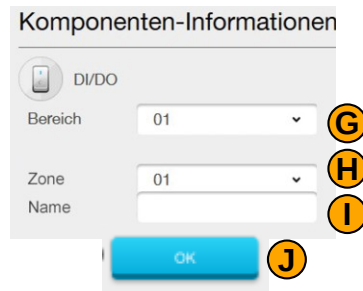 Komponenten-Informationen
DI/DO
Bereich 01 G
Zone 01 H
Name I
OK J